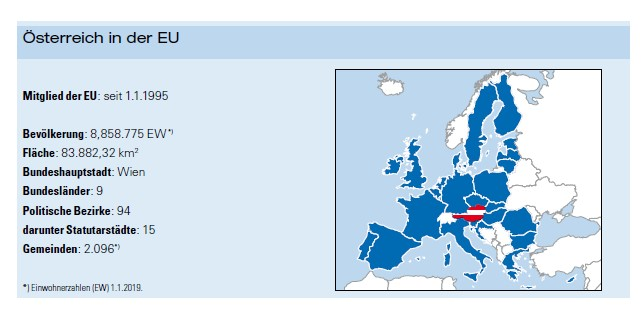 Österreich in der EU
Mitglied der EU: seit 1.1.1995
Bevölkerung: 8,858.775 EW*)
Fläche: 83.882,32 km²
Bundeshauptstadt: Wien
Bundesländer: 9
Politische Bezirke: 94
darunter Statutarstädte: 15
Gemeinden: 2.096*)
*) Einwohnerzahlen (EW) 1.1.2019.